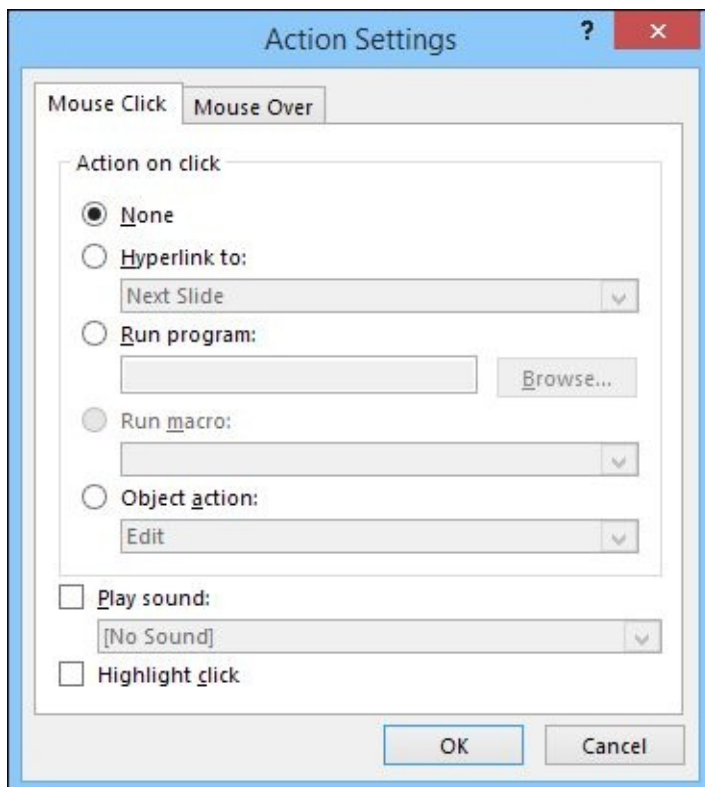 Action Settings ? ×
Mouse Click Mouse Over
Action on click
None
Hyperlink to:
Next Slide
Run program:
Browse...
Run macro:
Object action:
Edit
Play sound:
[No Sound]
Highlight click
OK Cancel